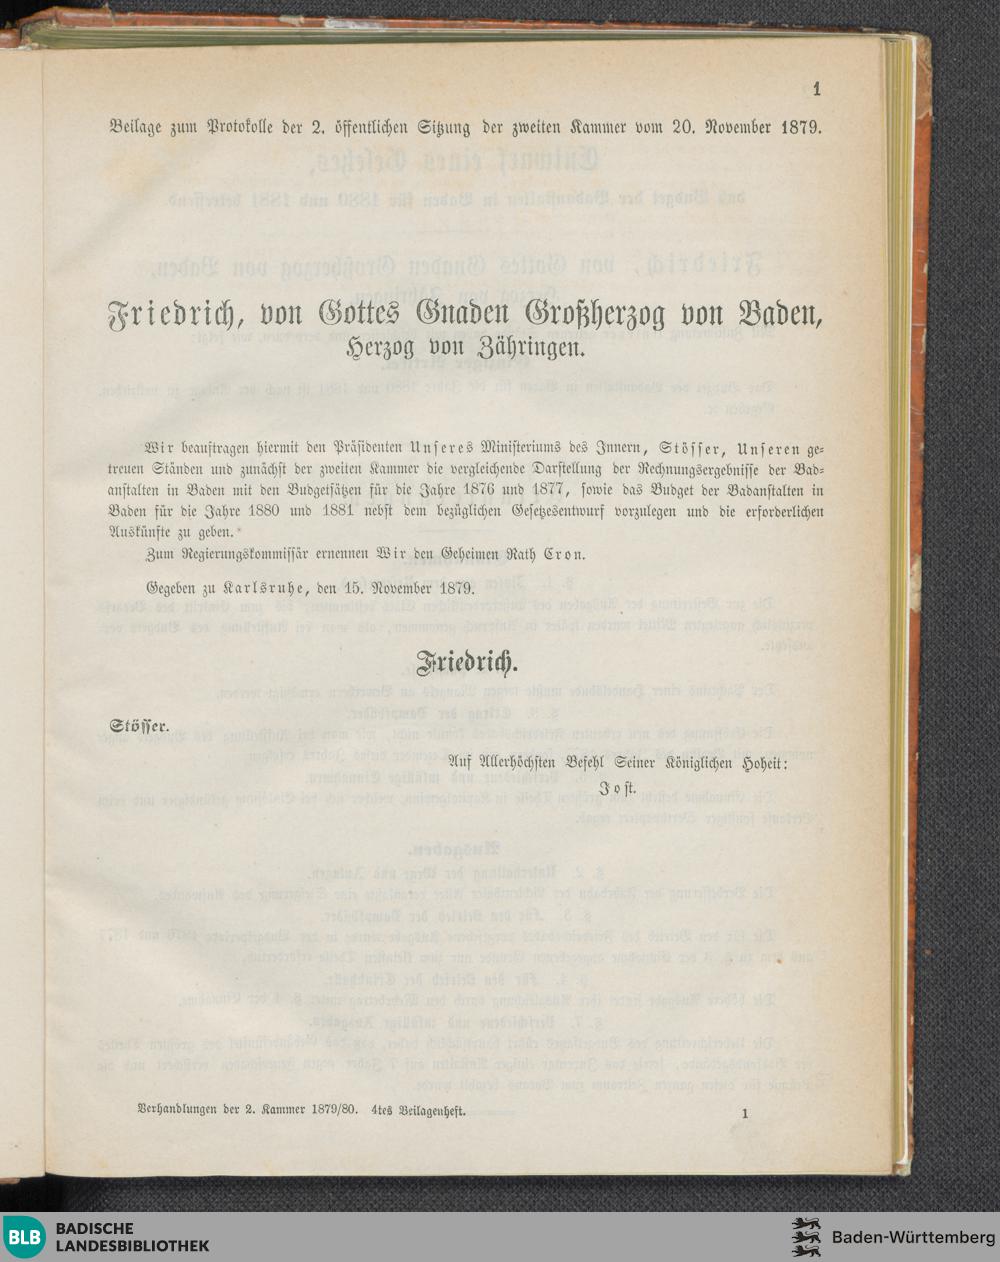 1
Beilage zum Protokolle der 2. öffentlichen Sitzung der zweiten Kammer vom 20. November 1879.
Friedrich, von Gottes Gnaden Großherzog von Baden,
Herzog von Zähringen.
Wir beauftragen hiermit den Präsidenten Unseres Ministeriums des Innern, Stösser, Unseren ge-
treuen Ständen und zunächst der zweiten Kammer die vergleichende Darstellung der Rechnungsergebnisse der Bad-
anstalten in Baden mit den Budgetsätzen für die Jahre 1876 und 1877, sowie das Budget der Badanstalten in
Baden für die Jahre 1880 und 1881 nebst dem bezüglichen Gesetzesentwurf vorzulegen und die erforderlichen
Auskünfte zu geben.
Zum Regierungskommissär ernennen Wir den Geheimen Rath Cron.
Gegeben zu Karlsruhe, den 15. November 1879.
Friedrich.
Stösser.
Auf Allerhöchsten Befehl Seiner Königlichen Hoheit:
Jost.
Verhandlungen der 2. Kammer 1879/80. 4tes Beilagenheft.
1
BLB
BADISCHE
LANDESBIBLIOTHEK
Baden-Württemberg